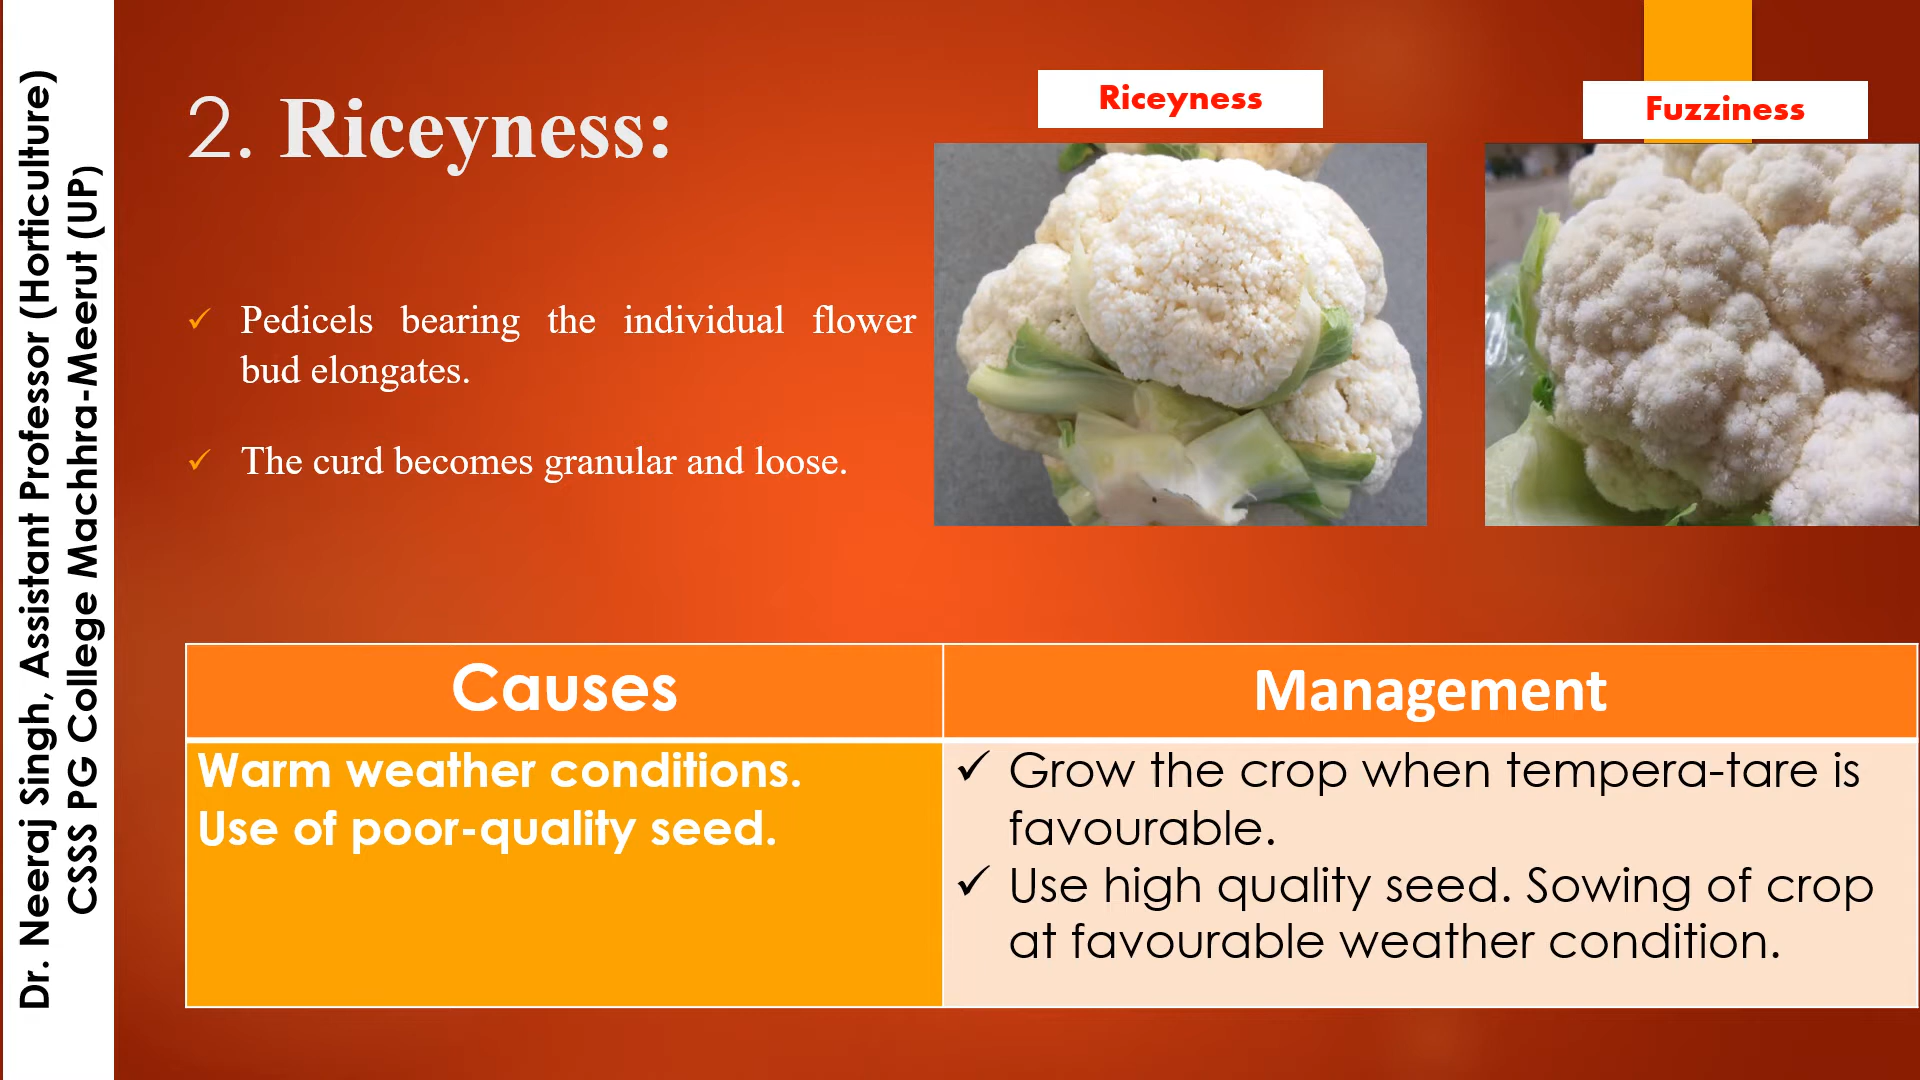 Dr. Neeraj Singh, Assistant Professor (Horticulture)
CSSS PG College Machhra-Meerut (UP)
2. Riceyness:
Riceyness
Fuzziness
✓ Pedicels bearing the individual flower
bud elongates.
✓ The curd becomes granular and loose.
Causes
Management
Warm weather conditions.
Use of poor-quality seed.
✓ Grow the crop when tempera-tare is
favourable.
✓ Use high quality seed. Sowing of crop
at favourable weather condition.